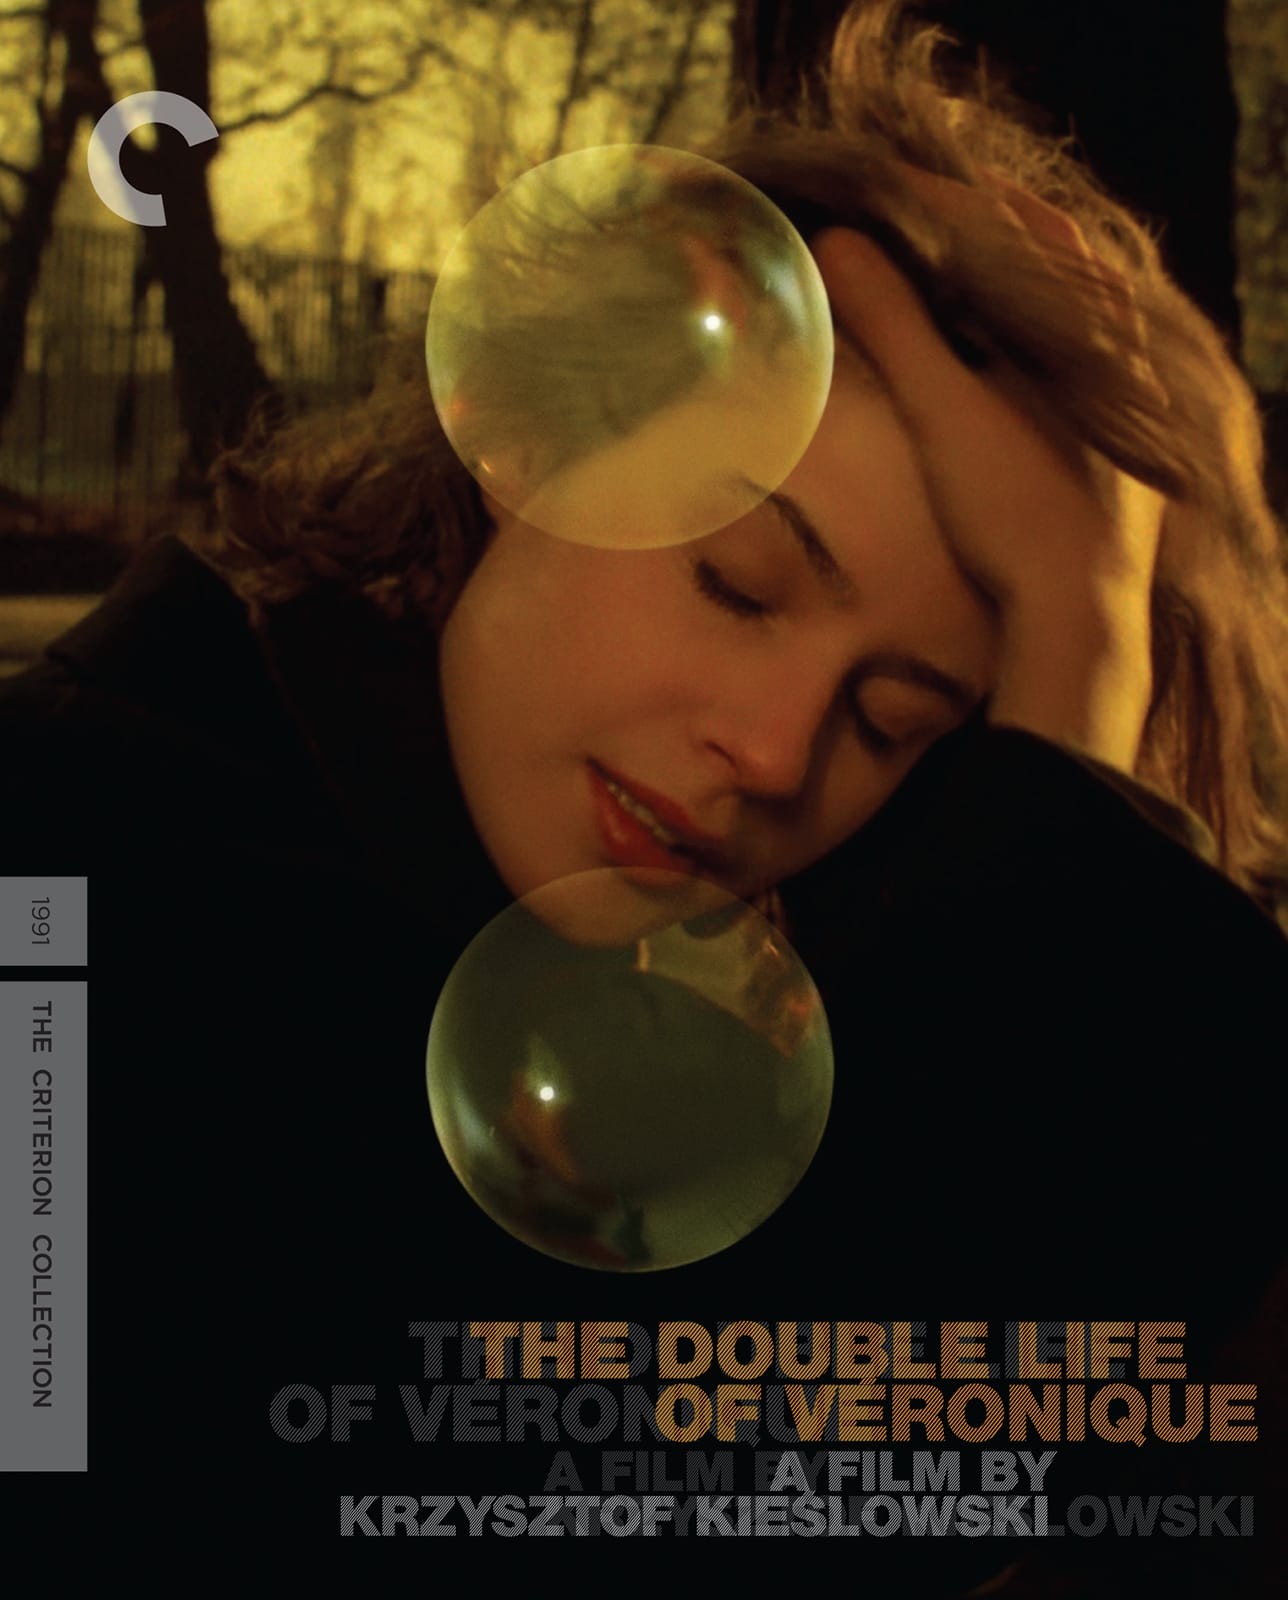 1991
THE CRITERION COLLECTION
THE DOUBLE LIFE
OF VÉRONIQUE
A FILM BY
KRZYSZTOF KIEŚLOWSKI